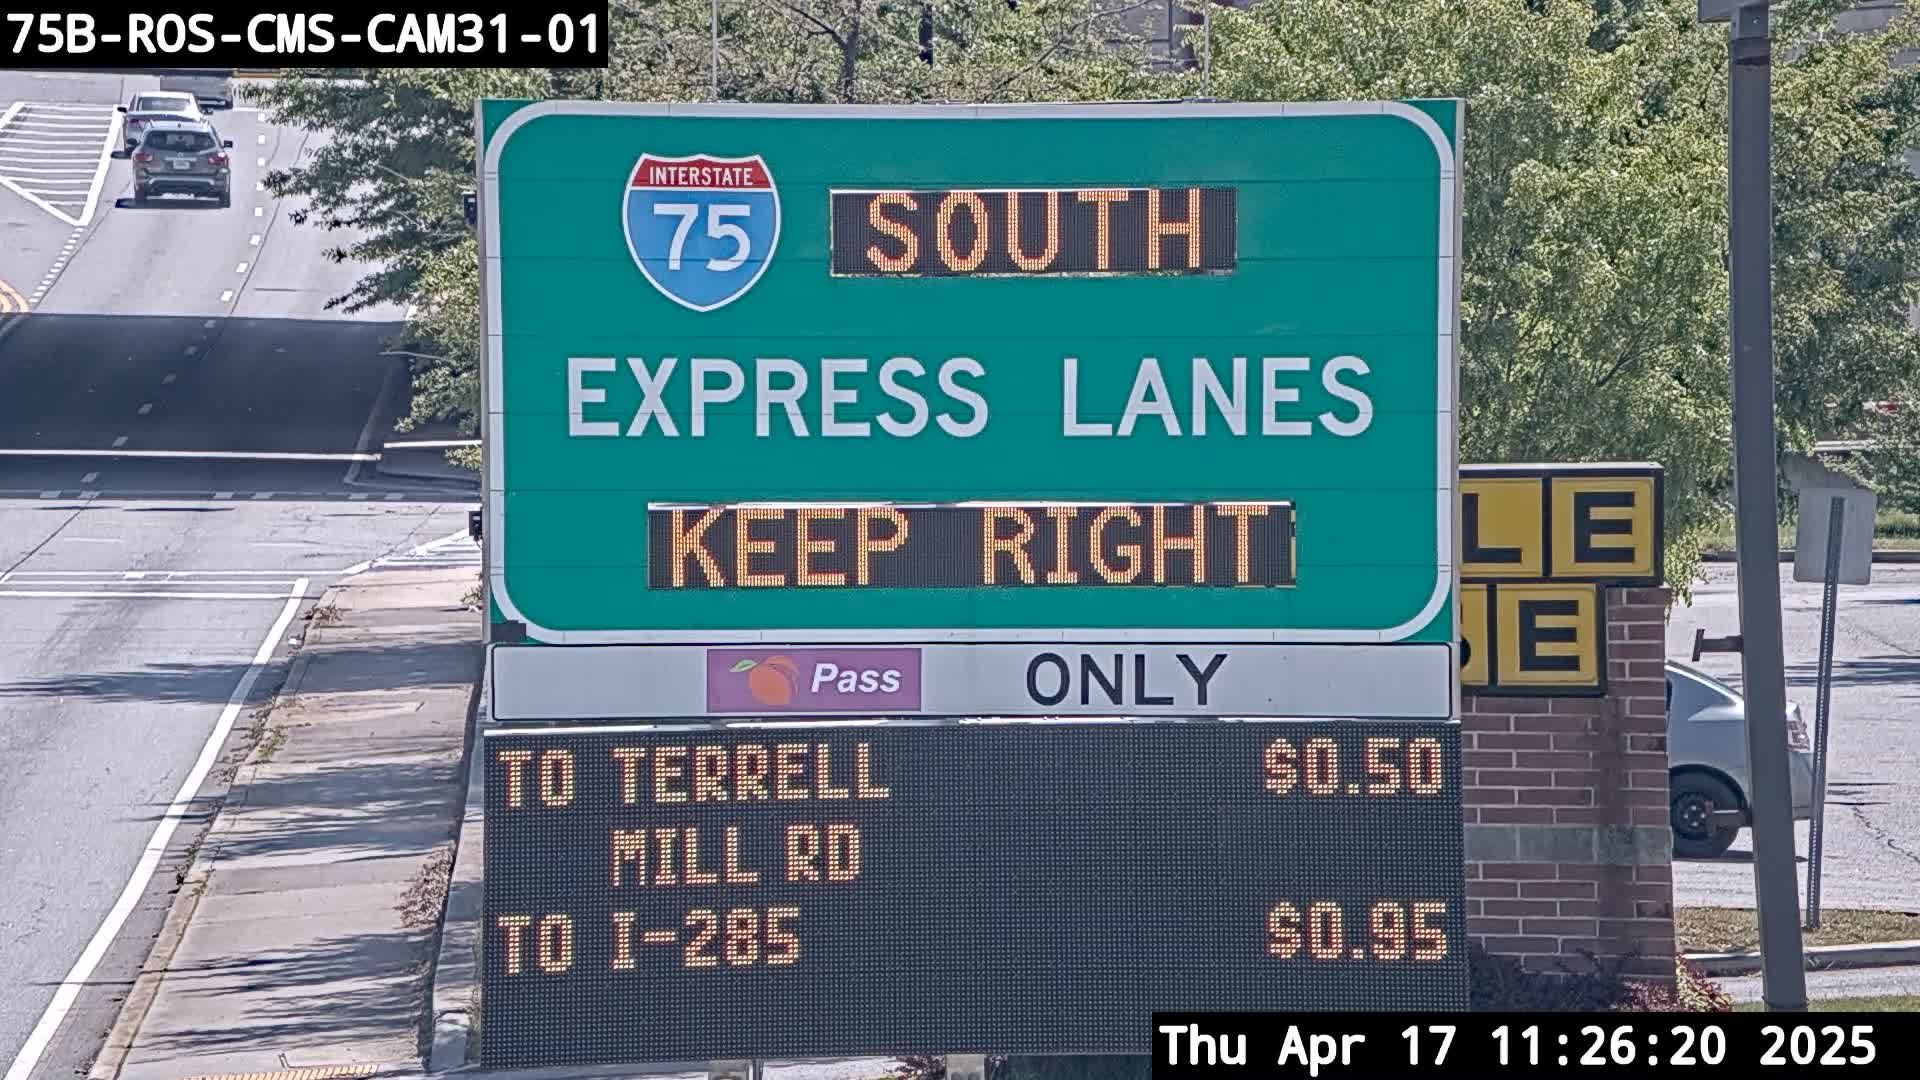 75B-ROS-CMS-CAM31-01
INTERSTATE
75
SOUTH
EXPRESS LANES
KEEP RIGHT
Pass ONLY
TO TERRELL $0.50
MILL RD
TO I-285 $0.95
LE
E
Thu Apr 17 11:26:20 2025